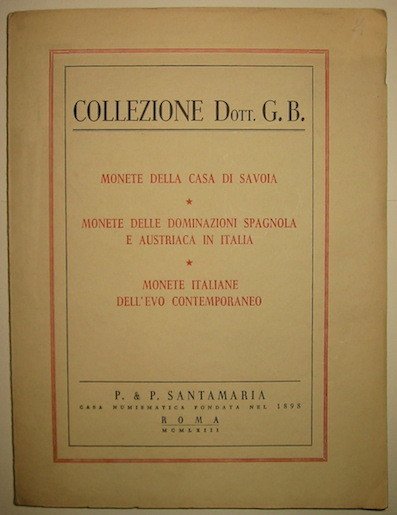 COLLEZIONE DOTT. G. B.
MONETE DELLA CASA DI SAVOIA
★
MONETE DELLE DOMINAZIONI SPAGNOLA
E AUSTRIACA IN ITALIA
★
MONETE ITALIANE
DELL'EVO CONTEMPORANEO
P. & P. SANTAMARIA
CASA NUMISMATICA FONDATA NEL 1898
ROMA
MCMLXIII